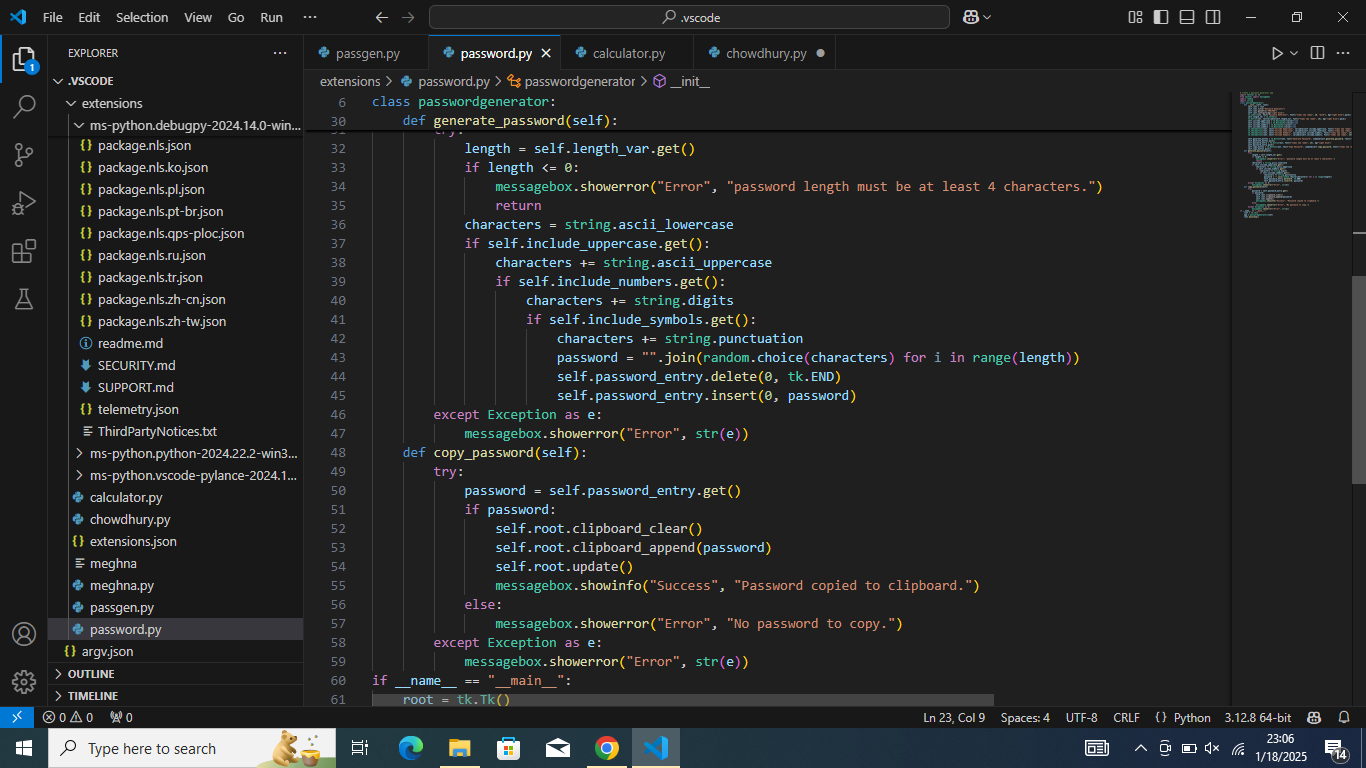 File Edit Selection View Go Run ··· .vscode
EXPLORER ···
.VSCODE
extensions
ms-python.debugpy-2024.14.0-win...
package.nls.json
package.nls.ko.json
package.nls.pl.json
package.nls.pt-br.json
package.nls.qps-ploc.json
package.nls.ru.json
package.nls.tr.json
package.nls.zh-cn.json
package.nls.zh-tw.json
readme.md
SECURITY.md
SUPPORT.md
telemetry.json
ThirdPartyNotices.txt
ms-python.python-2024.22.2-win3...
ms-python.vscode-pylance-2024.1...
calculator.py
chowdhury.py
extensions.json
meghna
meghna.py
passgen.py
password.py
argv.json
OUTLINE
TIMELINE
passgen.py password.py calculator.py chowdhury.py
extensions > password.py > passwordgenerator > __init__
6 class passwordgenerator:
30 def generate_password(self):
31 try:
32 length = self.length_var.get()
33 if length <= 0:
34 messagebox.showerror("Error", "password length must be at least 4 characters.")
35 return
36 characters = string.ascii_lowercase
37 if self.include_uppercase.get():
38 characters += string.ascii_uppercase
39 if self.include_numbers.get():
40 characters += string.digits
41 if self.include_symbols.get():
42 characters += string.punctuation
43 password = "".join(random.choice(characters) for i in range(length))
44 self.password_entry.delete(0, tk.END)
45 self.password_entry.insert(0, password)
46 except Exception as e:
47 messagebox.showerror("Error", str(e))
48 def copy_password(self):
49 try:
50 password = self.password_entry.get()
51 if password:
52 self.root.clipboard_clear()
53 self.root.clipboard_append(password)
54 self.root.update()
55 messagebox.showinfo("Success", "Password copied to clipboard.")
56 else:
57 messagebox.showerror("Error", "No password to copy.")
58 except Exception as e:
59 messagebox.showerror("Error", str(e))
60 if __name__ == "__main__":
61 root = tk.Tk()
0 0 0 Ln 23, Col 9 Spaces: 4 UTF-8 CRLF {} Python 3.12.8 64-bit
Type here to search
23:06
1/18/2025
14
1